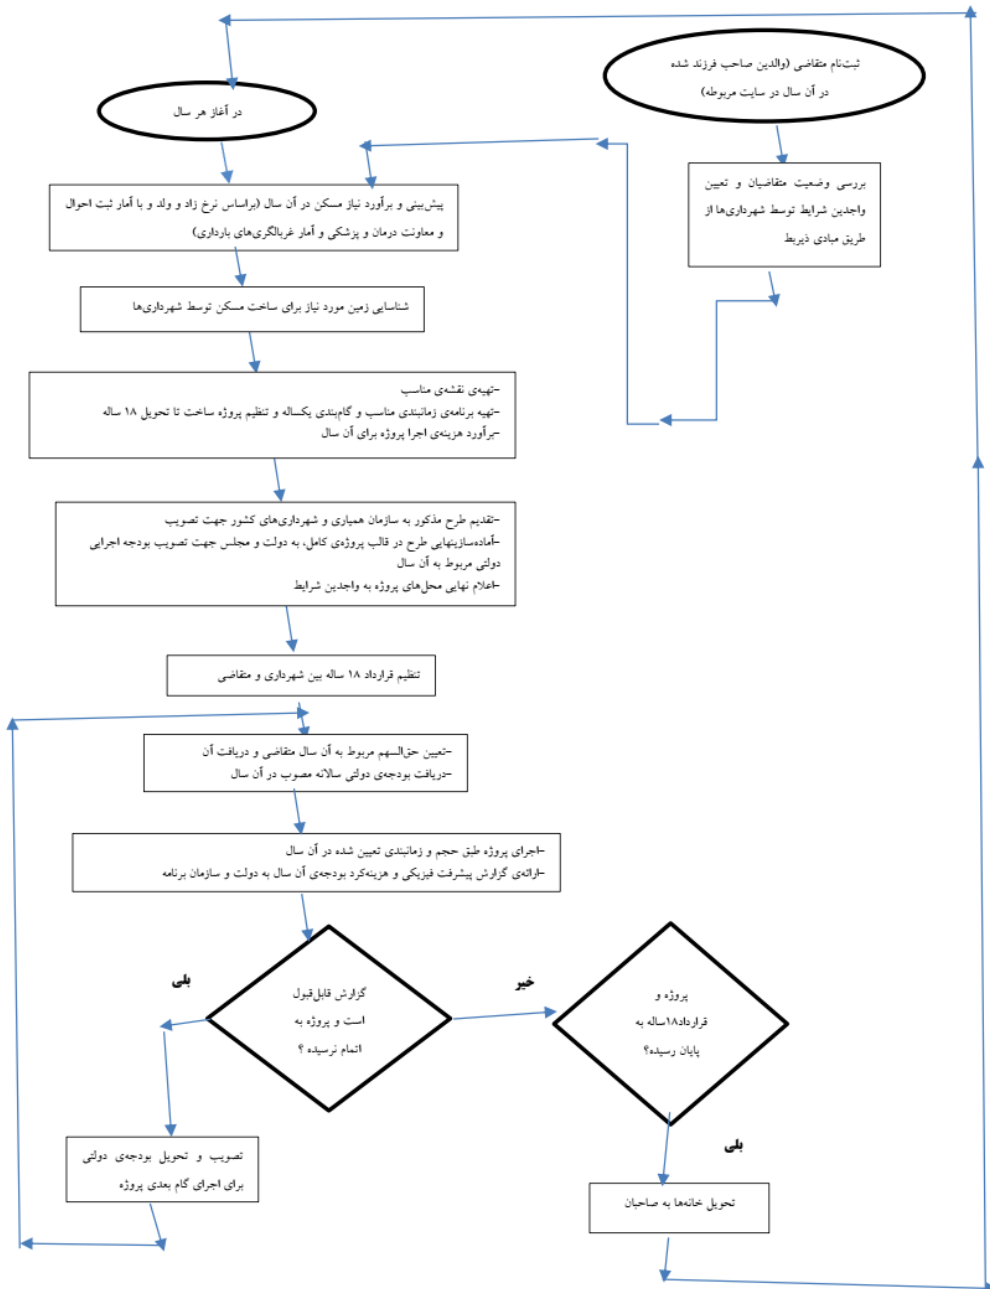 ثبت‌نام متقاضی (والدین صاحب فرزند شده
در آن سال در سایت مربوطه)
در آغاز هر سال
بررسی وضعیت متقاضیان و تعیین
واجدین شرایط توسط شهرداری‌ها از
طریق مبادی ذیربط
پیش‌بینی و برآورد نیاز مسکن در آن سال (براساس نرخ زاد و ولد و با آمار ثبت احوال
و معاونت درمان و پزشکی و آمار غربالگری‌های بارداری)
شناسایی زمین مورد نیاز برای ساخت مسکن توسط شهرداری‌ها
-تهیه‌ی نقشه‌ی مناسب
-تهیه برنامه‌ی زمانبندی مناسب و گام‌بندی یکساله و تنظیم پروژه ساخت تا تحویل ۱۸ ساله
-برآورد هزینه‌ی اجرا پروژه برای آن سال
-تقدیم طرح مذکور به سازمان همیاری و شهرداری‌های کشور جهت تصویب
-آماده‌سازینهایی طرح در قالب پروژه‌ی کامل، به دولت و مجلس جهت تصویب بودجه اجرایی
دولتی مربوط به آن سال
-اعلام نهایی محل‌های پروژه به واجدین شرایط
تنظیم قرارداد ۱۸ ساله بین شهرداری و متقاضی
-تعیین حق‌السهم مربوط به آن سال متقاضی و دریافت آن
-دریافت بودجه‌ی دولتی سالانه مصوب در آن سال
-اجرای پروژه طبق حجم و زمانبندی تعیین شده در آن سال
-ارائه‌ی گزارش پیشرفت فیزیکی و هزینه‌کرد بودجه‌ی آن سال به دولت و سازمان برنامه
گزارش قابل‌قبول
است و پروژه به
اتمام نرسیده ؟
بلی
خیر
پروژه و
قرارداد۱۸ساله به
پایان رسیده؟
بلی
تصویب و تحویل بودجه‌ی دولتی
برای اجرای گام بعدی پروژه
تحویل خانه‌ها به صاحبان